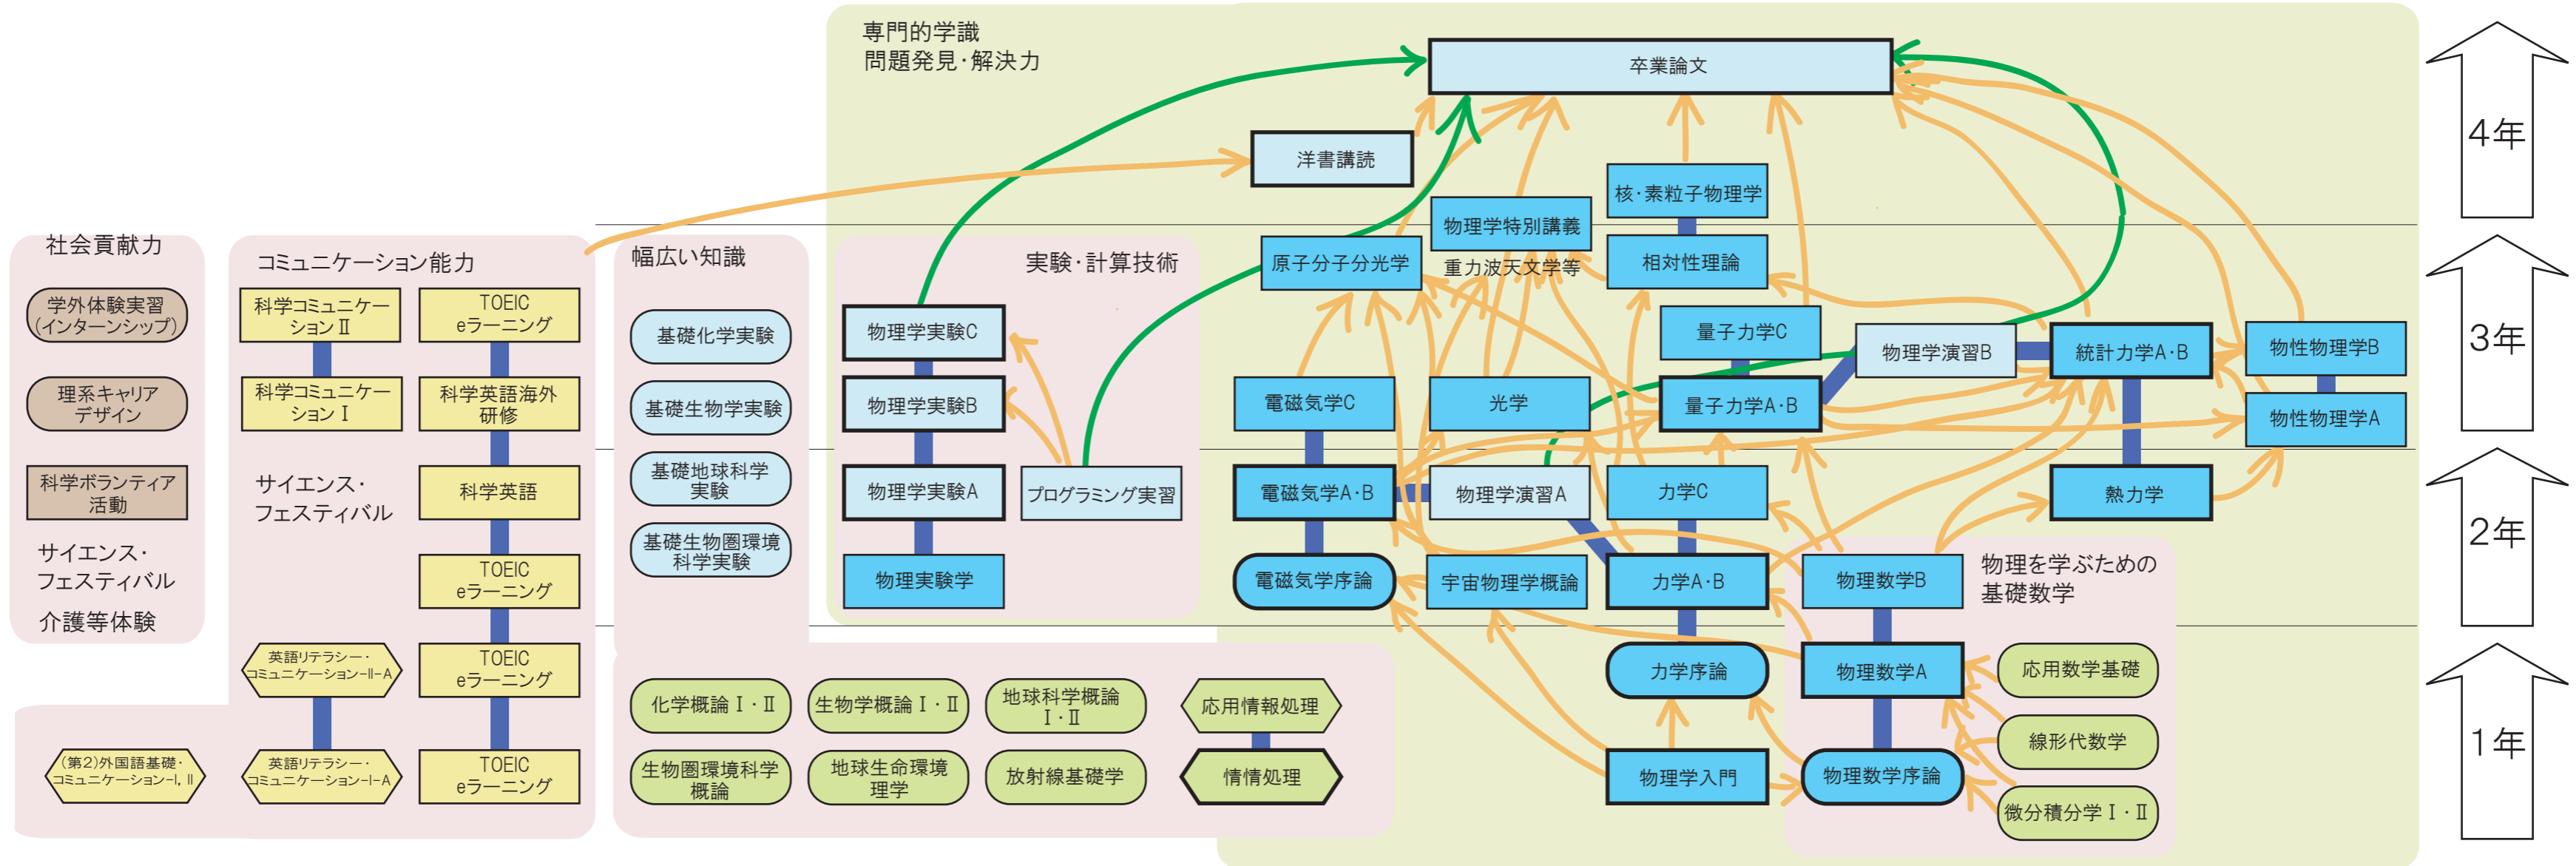 専門的学識
問題発見・解決力
卒業論文
4年
洋書講読
核・素粒子物理学
物理学特別講義
重力波天文学等
社会貢献力
コミュニケーション能力
幅広い知識
実験・計算技術
原子分子分光学
相対性理論
3年
学外体験実習
(インターンシップ)
科学コミュニケー
ションⅡ
TOEIC
eラーニング
基礎化学実験
物理学実験C
量子力学C
物理学演習B
統計力学A・B
物性物理学B
理系キャリア
デザイン
科学コミュニケー
ションⅠ
科学英語海外
研修
基礎生物学実験
物理学実験B
電磁気学C
光学
量子力学A・B
物性物理学A
科学ボランティア
活動
サイエンス・
フェスティバル
科学英語
基礎地球科学
実験
物理学実験A
プログラミング実習
電磁気学A・B
物理学演習A
力学C
熱力学
2年
サイエンス・
フェスティバル
介護等体験
TOEIC
eラーニング
基礎生物圏環境
科学実験
物理実験学
電磁気学序論
宇宙物理学概論
力学A・B
物理数学B
物理を学ぶための
基礎数学
英語リテラシー・
コミュニケーション-II-A
TOEIC
eラーニング
化学概論Ⅰ・Ⅱ
生物学概論Ⅰ・Ⅱ
地球科学概論
Ⅰ・Ⅱ
応用情報処理
力学序論
物理数学A
応用数学基礎
線形代数学
1年
(第2)外国語基礎・
コミュニケーション-I, II
英語リテラシー・
コミュニケーション-I-A
TOEIC
eラーニング
生物圏環境科学
概論
地球生命環境
理学
放射線基礎学
情情処理
物理学入門
物理数学序論
微分積分学Ⅰ・Ⅱ